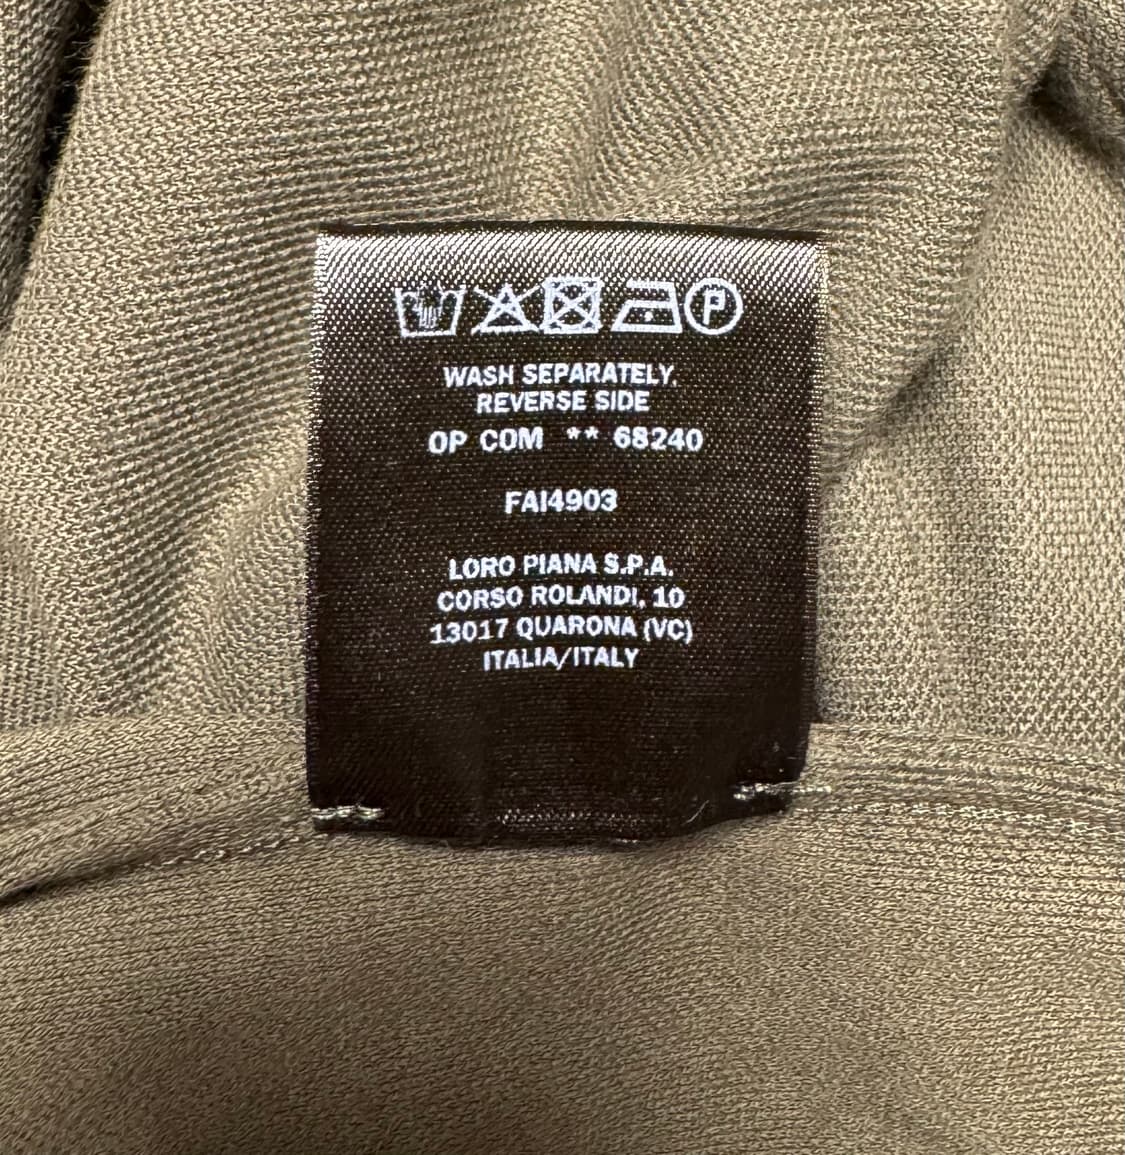 P
WASH SEPARATELY.
REVERSE SIDE
OP COM ** 68240
FAI4903
LORO PIANA S.P.A.
CORSO ROLANDI, 10
13017 QUARONA (VC)
ITALIA/ITALY